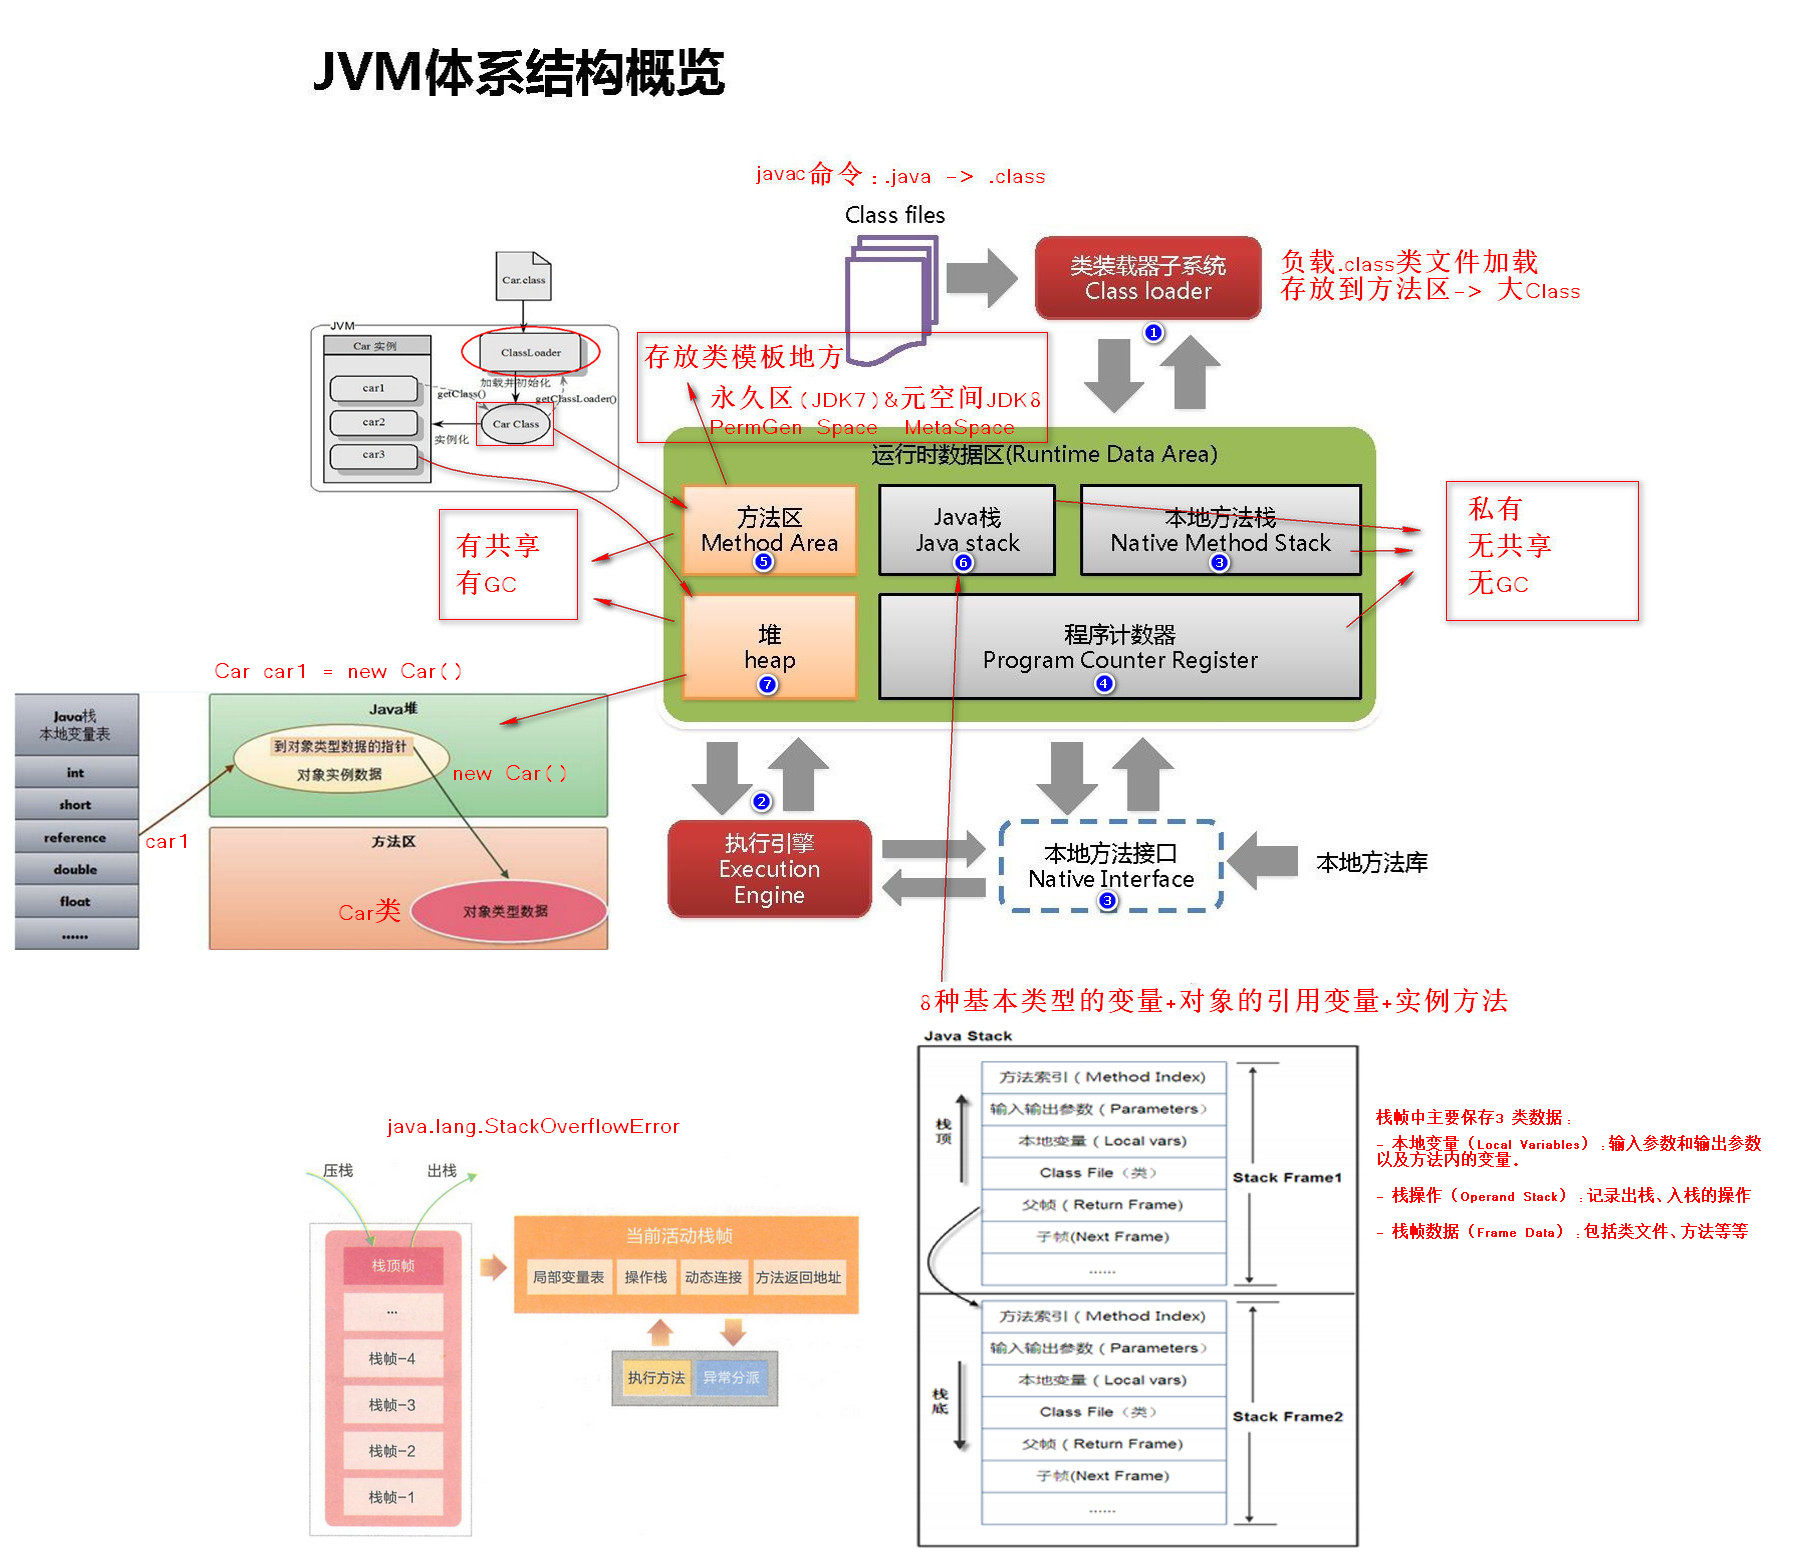 JVM体系结构概览
javac命令：.java -> .class
Class files
类装载器子系统
Class loader
负载.class类文件加载
存放到方法区-> 大Class
1
Car.class
JVM
Car 实例
car1
car2
car3
ClassLoader
加载并初始化
getClass()
getClassLoader()
Car Class
实例化
存放类模板地方
永久区(JDK7)&元空间JDK8
PermGen Space MetaSpace
运行时数据区(Runtime Data Area)
方法区
Method Area
5
Java栈
Java stack
6
本地方法栈
Native Method Stack
3
堆
heap
7
程序计数器
Program Counter Register
4
有共享
有GC
私有
无共享
无GC
Car car1 = new Car()
Java栈
本地变量表
int
short
reference
double
float
......
car1
Java堆
到对象类型数据的指针
对象实例数据
new Car()
方法区
Car类
对象类型数据
2
执行引擎
Execution
Engine
本地方法接口
Native Interface
3
本地方法库
8种基本类型的变量+对象的引用变量+实例方法
Java Stack
栈顶
方法索引 ( Method Index)
输入输出参数 ( Parameters）
本地变量 ( Local vars)
Class File（类）
父帧 ( Return Frame)
子帧(Next Frame)
......
Stack Frame1
栈底
方法索引 ( Method Index)
输入输出参数 ( Parameters）
本地变量 ( Local vars)
Class File（类）
父帧 ( Return Frame)
子帧(Next Frame)
......
Stack Frame2
栈帧中主要保存3 类数据：
- 本地变量（Local Variables）:输入参数和输出参数
以及方法内的变量.
- 栈操作（Operand Stack）:记录出栈、入栈的操作
- 栈帧数据（Frame Data）:包括类文件、方法等等
java.lang.StackOverflowError
压栈
出栈
栈顶帧
...
栈帧-4
栈帧-3
栈帧-2
栈帧-1
当前活动栈帧
局部变量表
操作栈
动态连接
方法返回地址
执行方法
异常分派